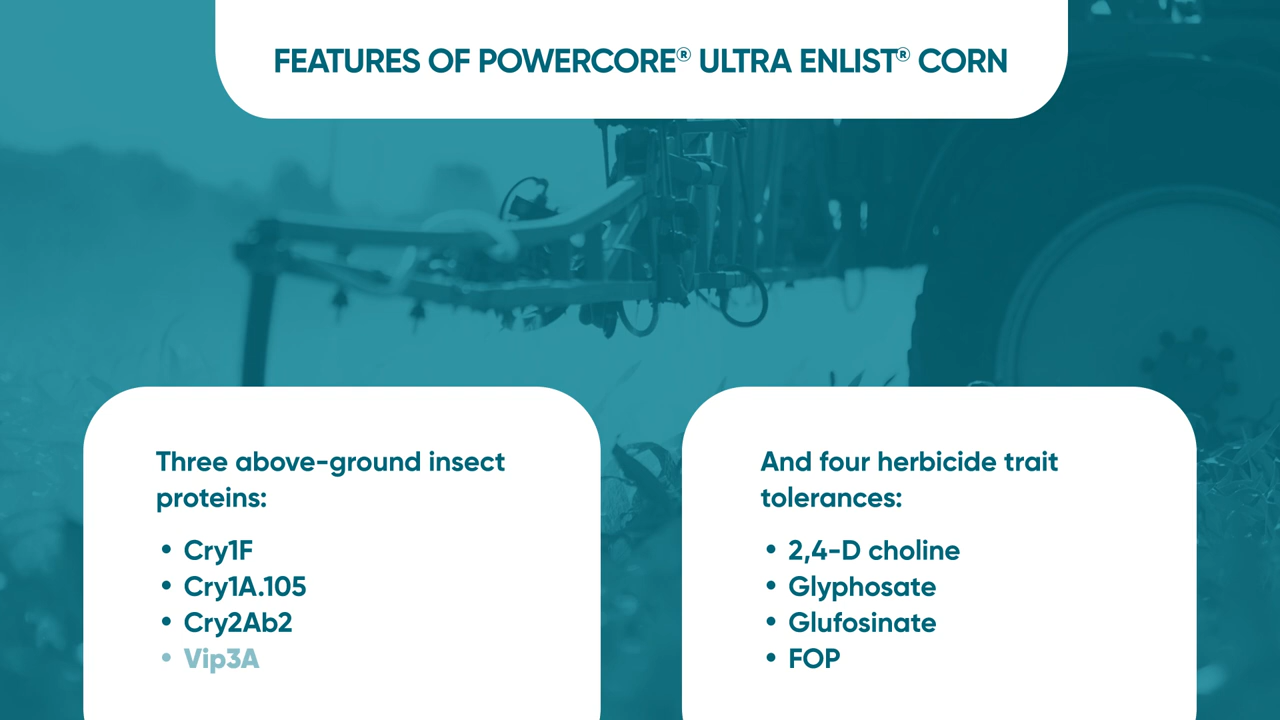 FEATURES OF POWERCORE® ULTRA ENLIST® CORN
Three above-ground insect
proteins:
• Cry1F
• Cry1A.105
• Cry2Ab2
• Vip3A
And four herbicide trait
tolerances:
• 2,4-D choline
• Glyphosate
• Glufosinate
• FOP